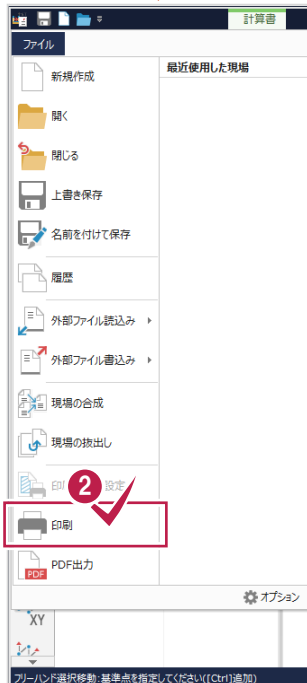 計算書
ファイル
最近使用した現場
新規作成
開く
閉じる
上書き保存
名前を付けて保存
履歴
外部ファイル読込み
外部ファイル書込み
現場の合成
現場の抜出し
印 設定
2
印刷
PDF出力
PDF
オプション
XY
フリーハンド選択移動:基準点を指定してください([Ctrl]追加)